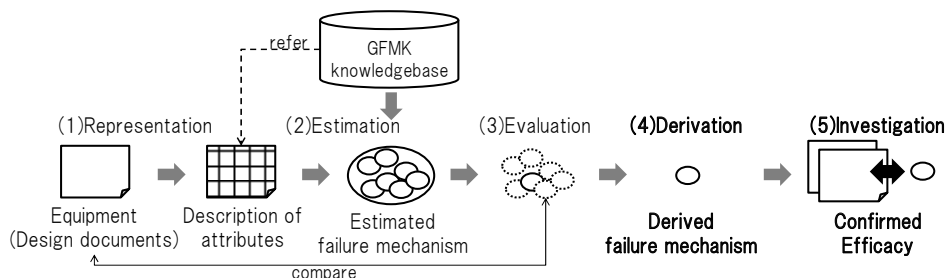 refer
GFMK
knowledgebase
(1)Representation
(2)Estimation
(3)Evaluation
(4)Derivation
(5)Investigation
Equipment
(Design documents)
Description of
attributes
Estimated
failure mechanism
Derived
failure mechanism
Confirmed
Efficacy
compare